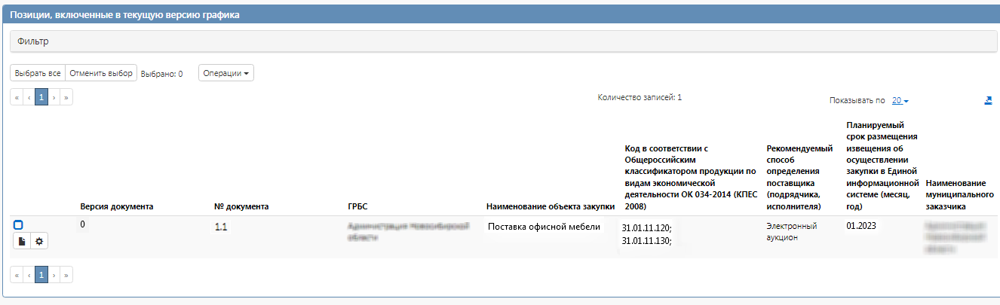 Позиции, включенные в текущую версию графика
Фильтр
Выбрать все Отменить выбор Выбрано: 0 Операции
« ‹ 1 › » Количество записей: 1 Показывать по 20
Версия документа
№ документа
ГРБС
Наименование объекта закупки
Код в соответствии с
Общероссийским
классификатором продукции по
видам экономической
деятельности ОК 034-2014 (КПЕС
2008)
Рекомендуемый
способ
определения
поставщика
(подрядчика,
исполнителя)
Планируемый
срок размещения
извещения об
осуществлении
закупки в Единой
информационной
системе (месяц,
год)
Наименование
муниципального
заказчика
0
1.1
Поставка офисной мебели
31.01.11.120;
31.01.11.130;
Электронный
аукцион
01.2023
« ‹ 1 › »